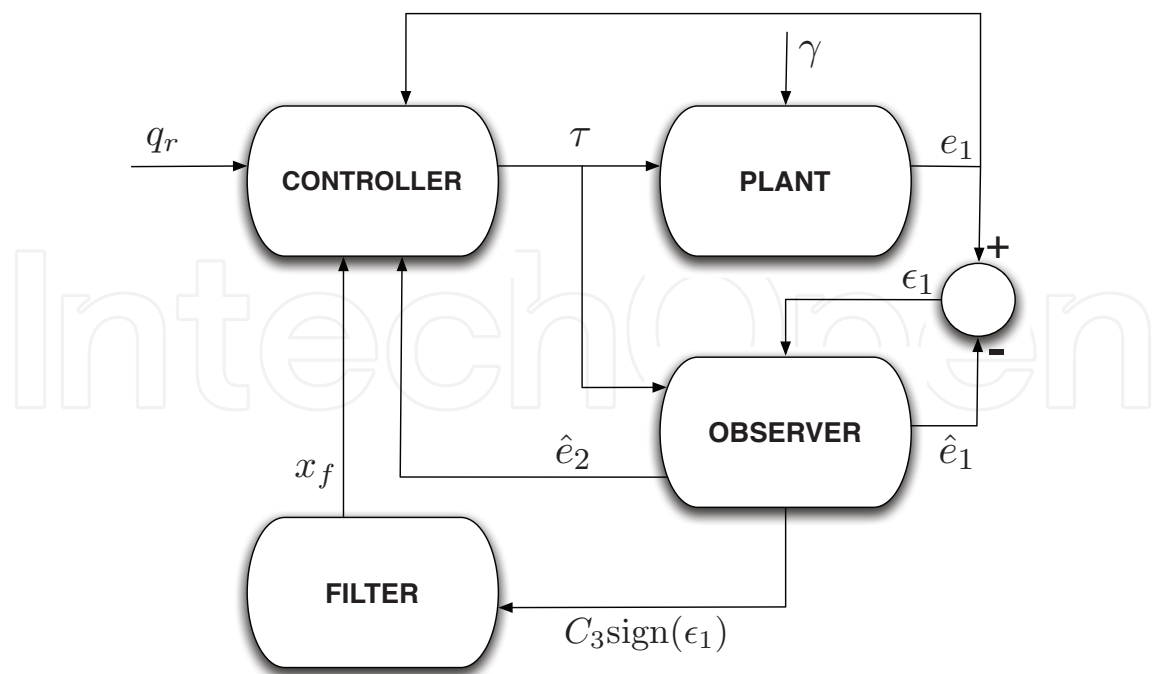 γ
q_r
τ
e_1
CONTROLLER
PLANT
+
ϵ_1
-
IntechOpen
OBSERVER
ê_2
ê_1
x_f
FILTER
C_3sign(ϵ_1)